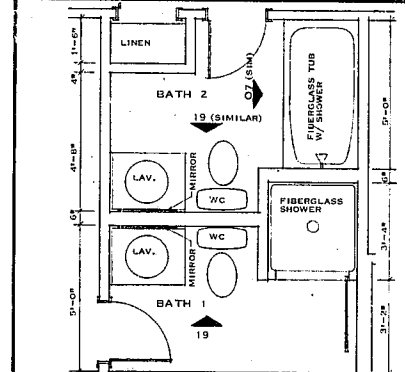 LINEN
BATH 2
07 (SIM)
19 (SIMILAR)
FIBERGLASS TUB
W/ SHOWER
LAV.
MIRROR
WC
FIBERGLASS
SHOWER
LAV.
MIRROR
WC
BATH 1
19
1'-6"
4"
4'-8"
6"
5'-0"
5'-0"
6"
3'-4"
3'-2"